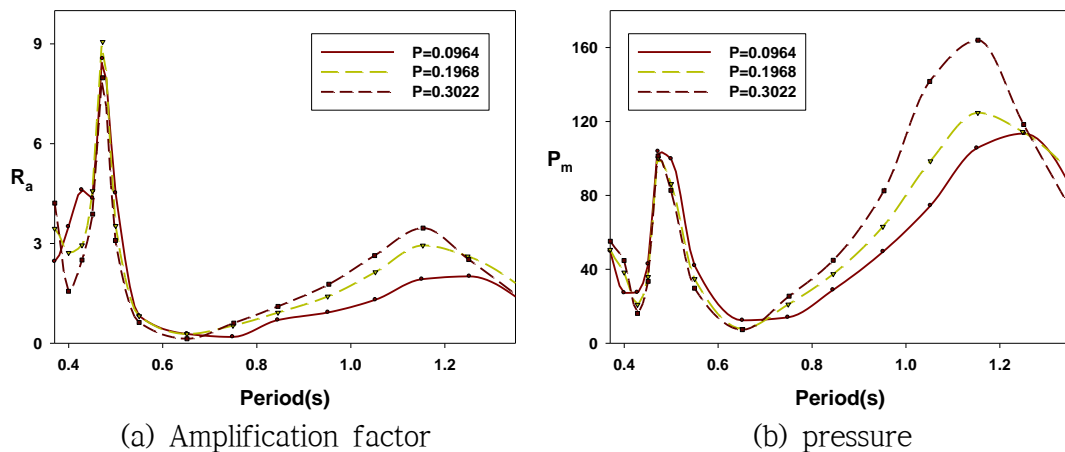 9
6
3
0
R_a
P=0.0964
P=0.1968
P=0.3022
0.4 0.6 0.8 1.0 1.2
Period(s)
(a) Amplification factor
160
120
80
40
0
P_m
P=0.0964
P=0.1968
P=0.3022
0.4 0.6 0.8 1.0 1.2
Period(s)
(b) pressure